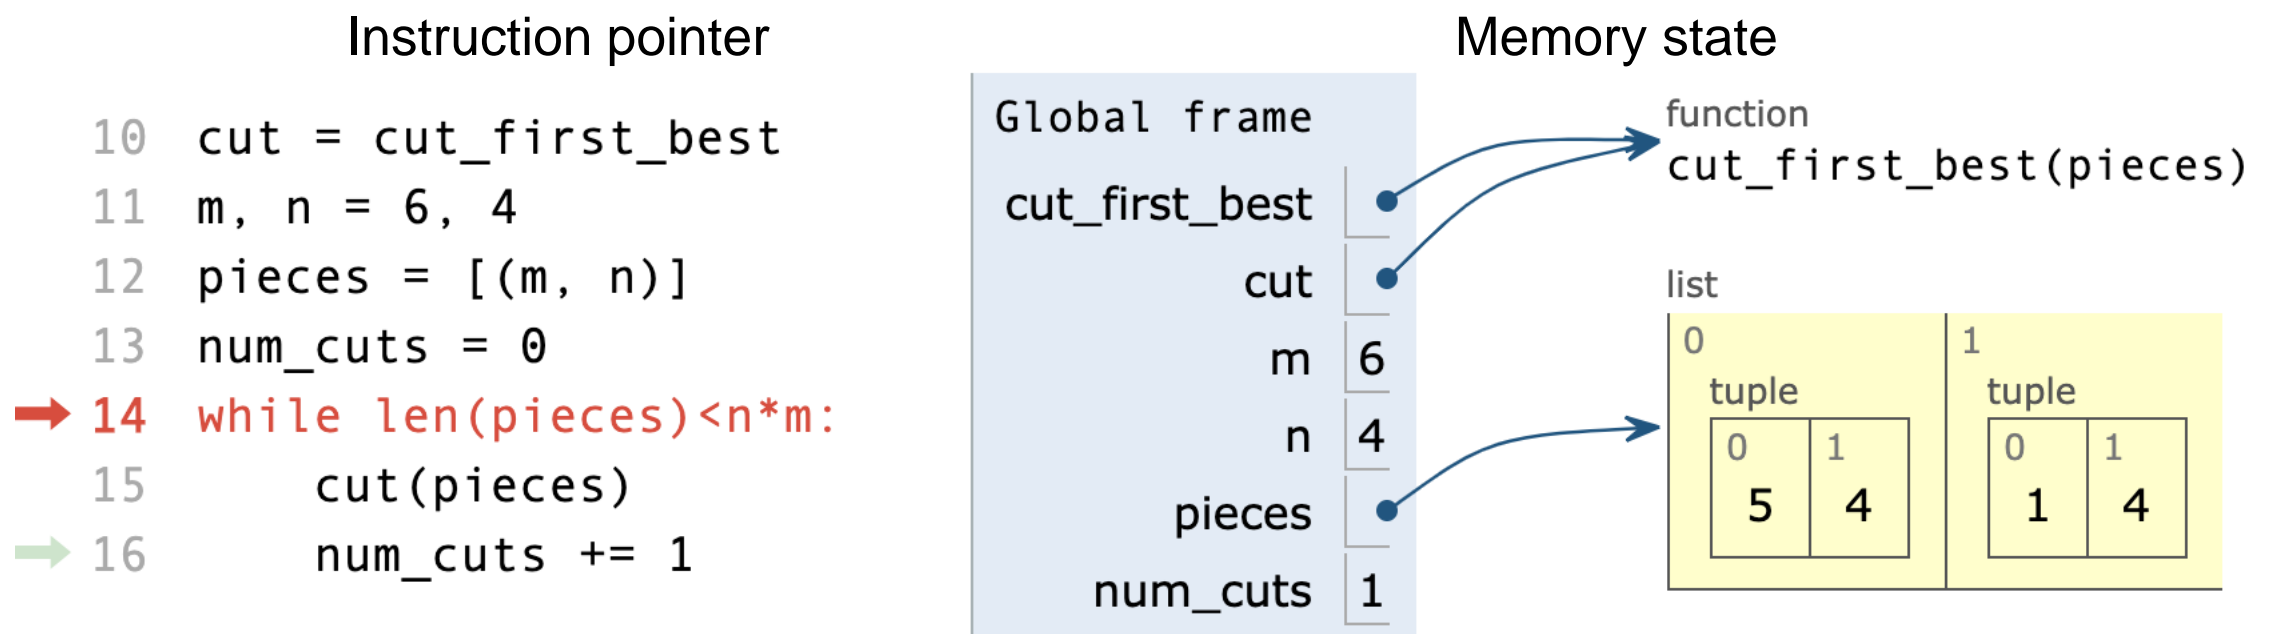 Instruction pointer
10 cut = cut_first_best
11 m, n = 6, 4
12 pieces = [(m, n)]
13 num_cuts = 0
14 while len(pieces)<n*m:
15 cut(pieces)
16 num_cuts += 1
Memory state
Global frame
cut_first_best
cut
m 6
n 4
pieces
num_cuts 1
function
cut_first_best(pieces)
list
0 1
tuple tuple
0 1 0 1
5 4 1 4